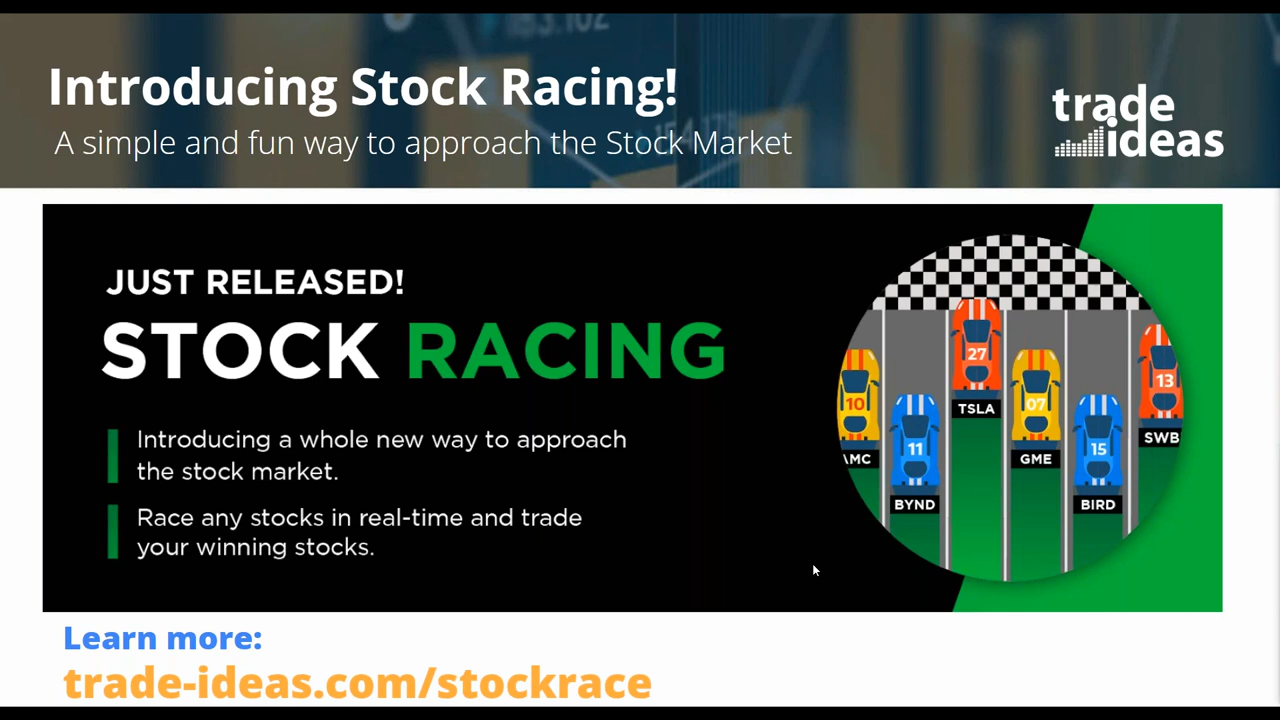 Introducing Stock Racing!
A simple and fun way to approach the Stock Market
trade
ideas
JUST RELEASED!
STOCK RACING
Introducing a whole new way to approach
the stock market.
Race any stocks in real-time and trade
your winning stocks.
10
AMC
11
BYND
27
TSLA
07
GME
15
BIRD
13
SWB
Learn more:
trade-ideas.com/stockrace